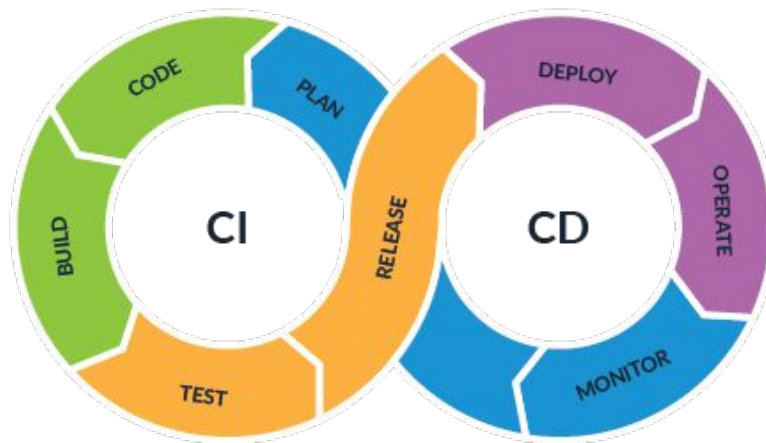 PLAN
CODE
BUILD
TEST
RELEASE
DEPLOY
OPERATE
MONITOR
CI
CD